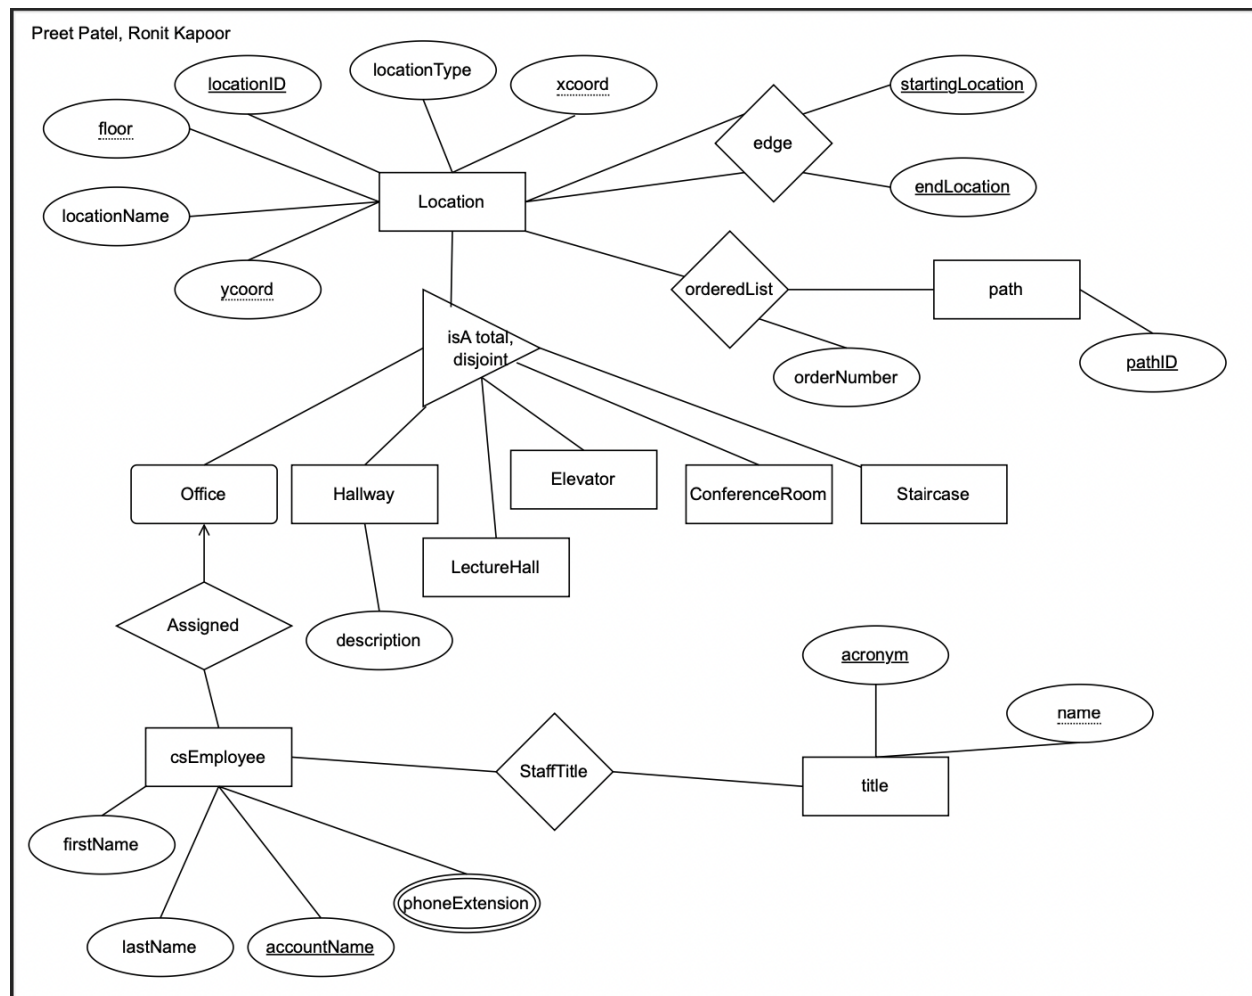 Preet Patel, Ronit Kapoor
locationType
locationID
xcoord
startingLocation
floor
edge
endLocation
Location
locationName
ycoord
orderedList
path
isA total,
disjoint
pathID
orderNumber
Elevator
Office
Hallway
ConferenceRoom
Staircase
LectureHall
Assigned
description
acronym
name
csEmployee
StaffTitle
title
firstName
phoneExtension
lastName
accountName